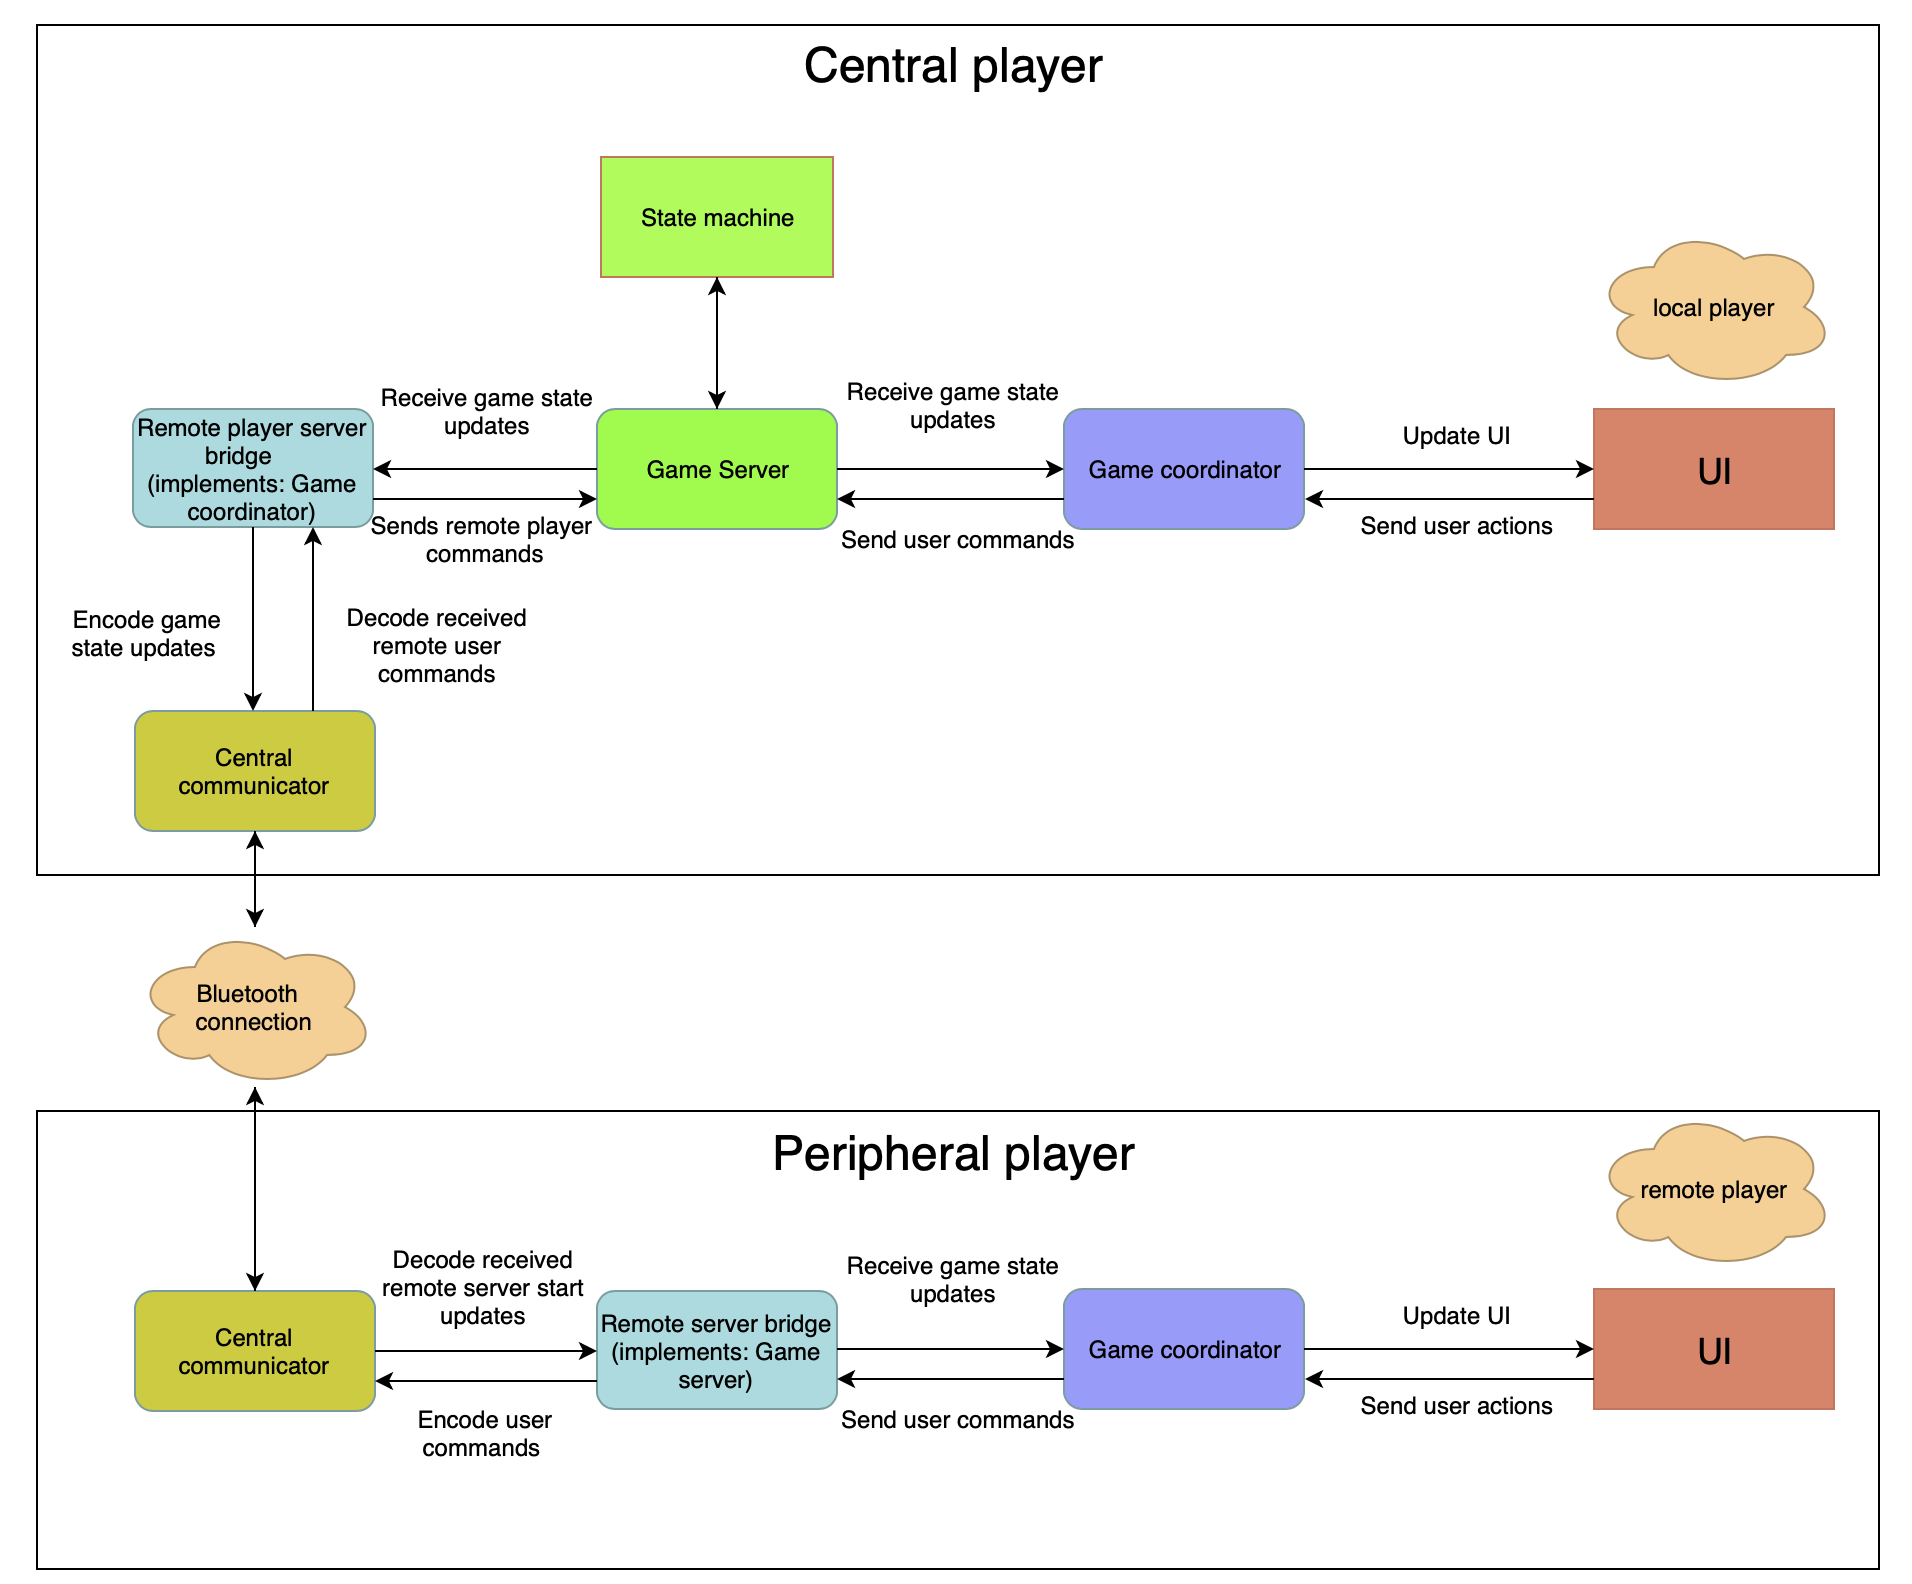 Central player
State machine
local player
Receive game state
updates
Receive game state
updates
Update UI
Remote player server
bridge
(implements: Game
coordinator)
Game Server
Game coordinator
UI
Sends remote player
commands
Send user commands
Send user actions
Encode game
state updates
Decode received
remote user
commands
Central
communicator
Bluetooth
connection
Peripheral player
remote player
Decode received
remote server start
updates
Receive game state
updates
Update UI
Central
communicator
Remote server bridge
(implements: Game
server)
Game coordinator
UI
Encode user
commands
Send user commands
Send user actions